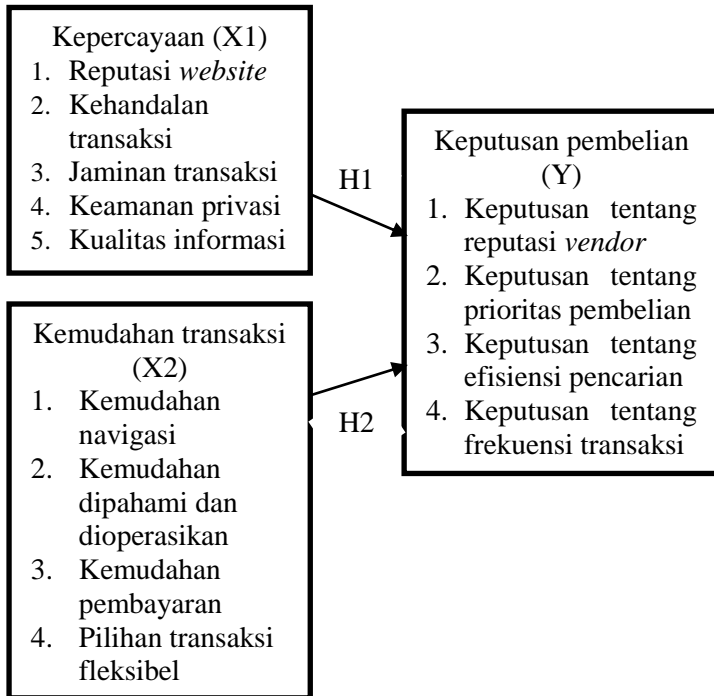 Kepercayaan (X1)
1. Reputasi website
2. Kehandalan
transaksi
3. Jaminan transaksi
4. Keamanan privasi
5. Kualitas informasi
H1
Kemudahan transaksi
(X2)
1. Kemudahan
navigasi
2. Kemudahan
dipahami dan
dioperasikan
3. Kemudahan
pembayaran
4. Pilihan transaksi
fleksibel
H2
Keputusan pembelian
(Y)
1. Keputusan tentang
reputasi vendor
2. Keputusan tentang
prioritas pembelian
3. Keputusan tentang
efisiensi pencarian
4. Keputusan tentang
frekuensi transaksi